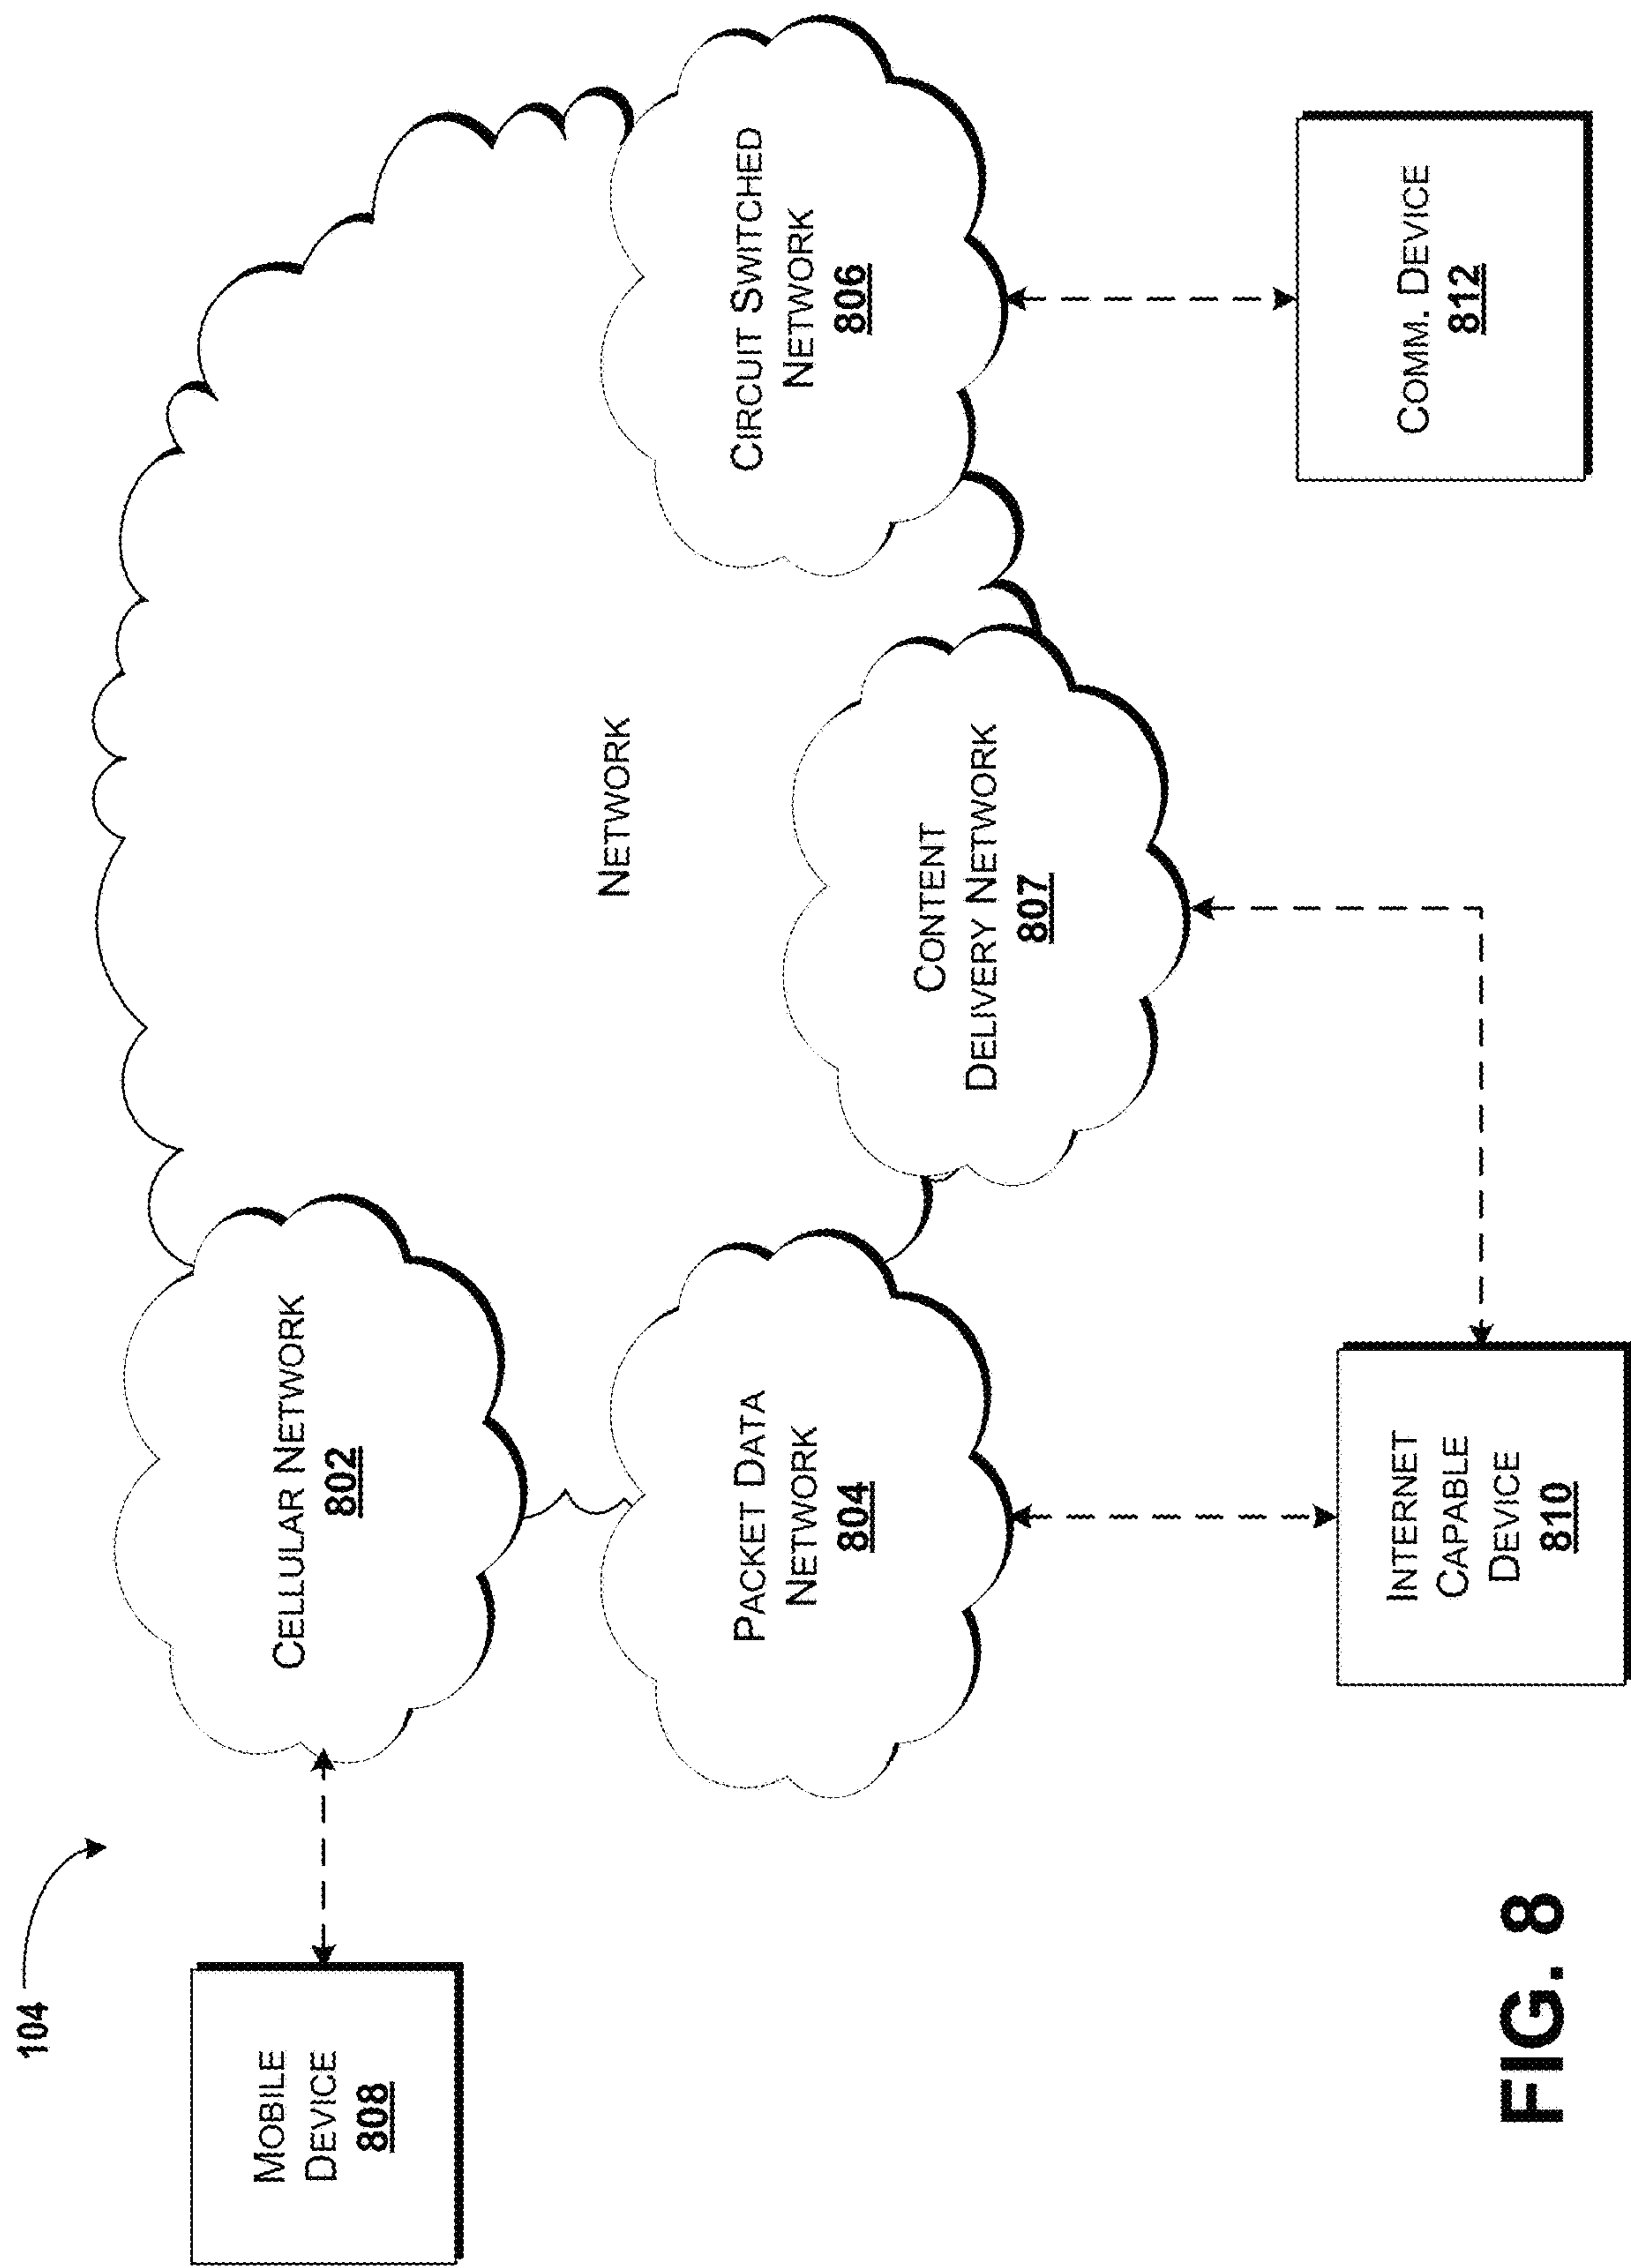 104
MOBILE
DEVICE
808
CELLULAR NETWORK
802
NETWORK
PACKET DATA
NETWORK
804
CONTENT
DELIVERY NETWORK
807
CIRCUIT SWITCHED
NETWORK
806
INTERNET
CAPABLE
DEVICE
810
COMM. DEVICE
812
FIG. 8